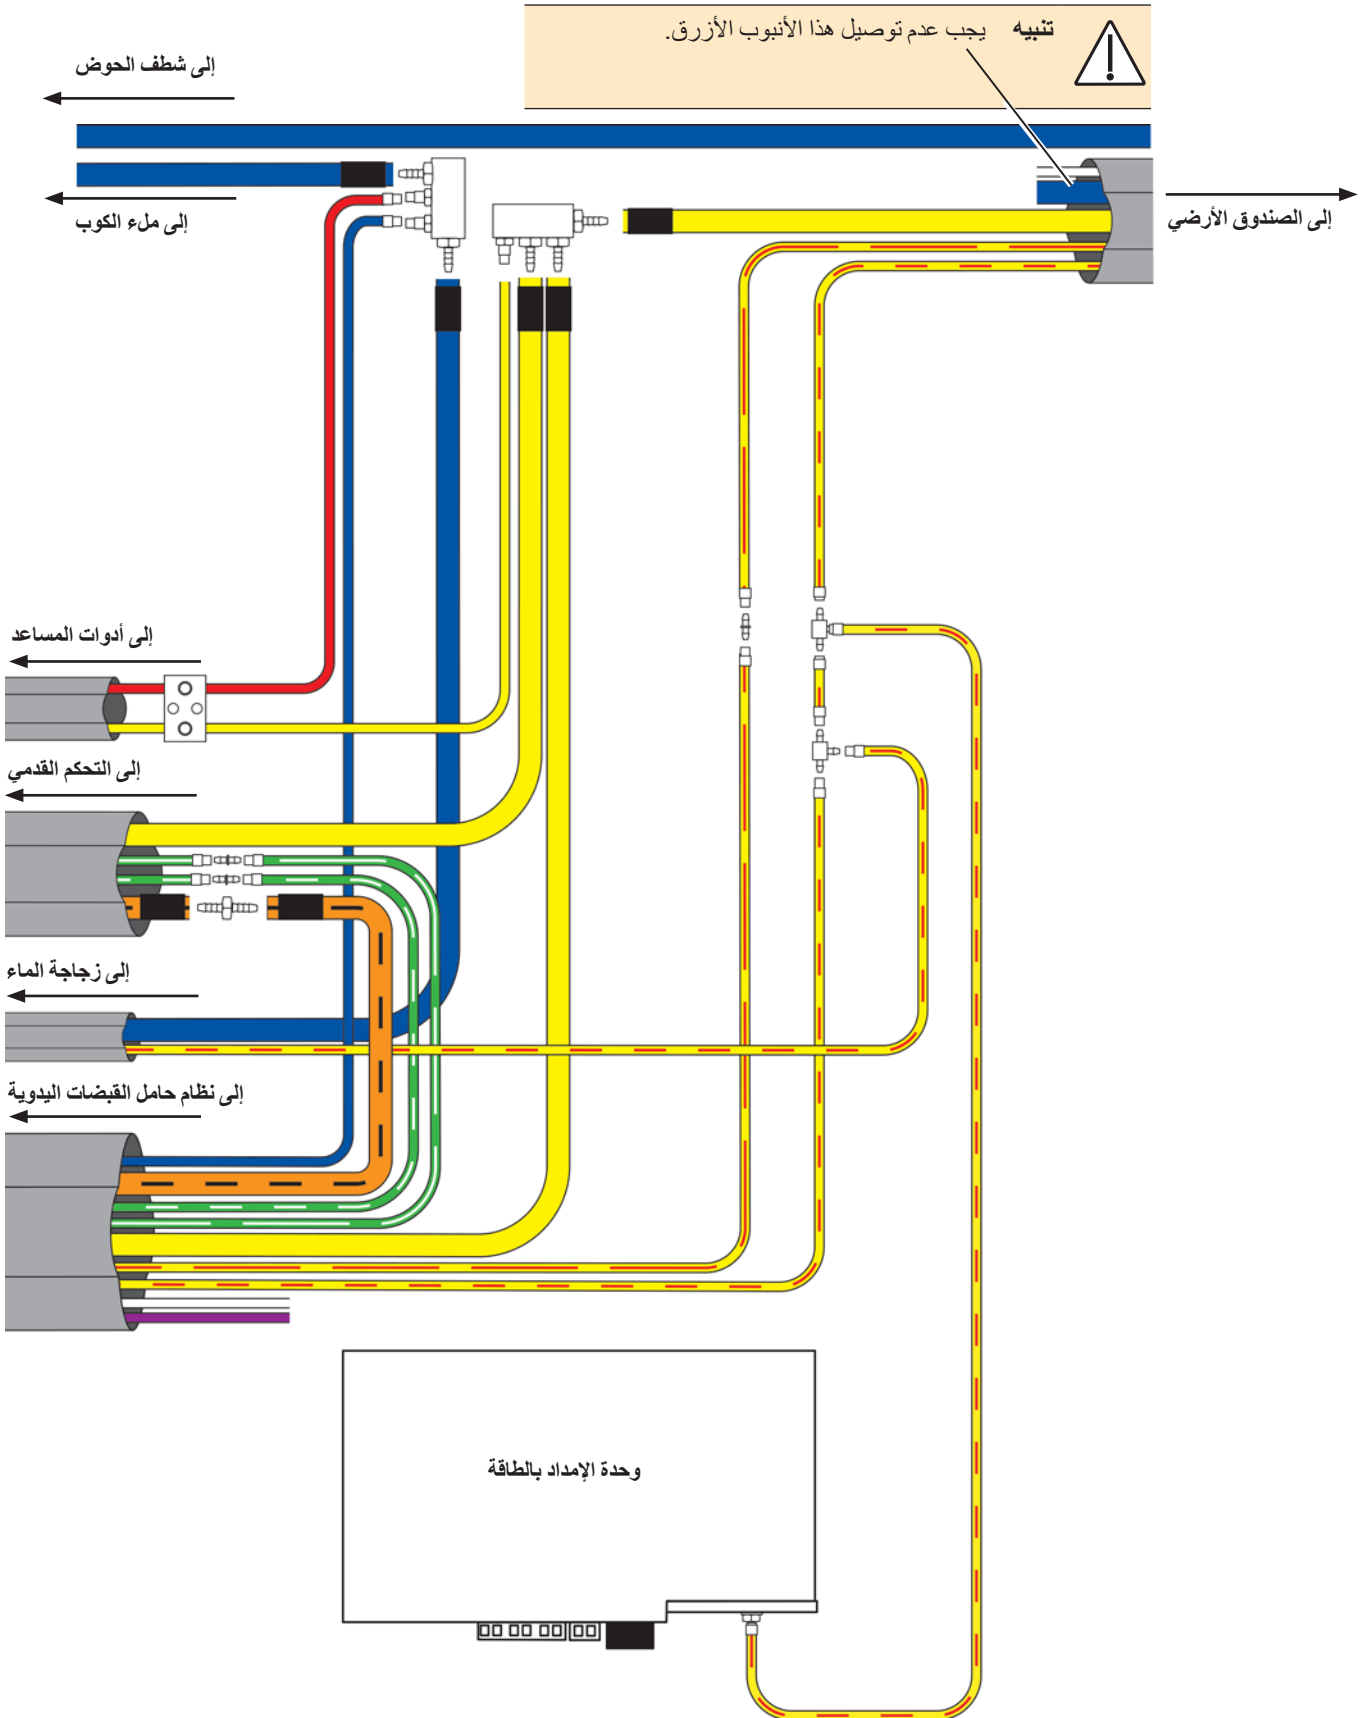 تنبيه يجب عدم توصيل هذا الأنبوب الأزرق.
إلى شطف الحوض
إلى ملء الكوب
إلى الصندوق الأرضي
إلى أدوات المساعد
إلى التحكم القدمي
إلى زجاجة الماء
إلى نظام حامل القبضات اليدوية
وحدة الإمداد بالطاقة